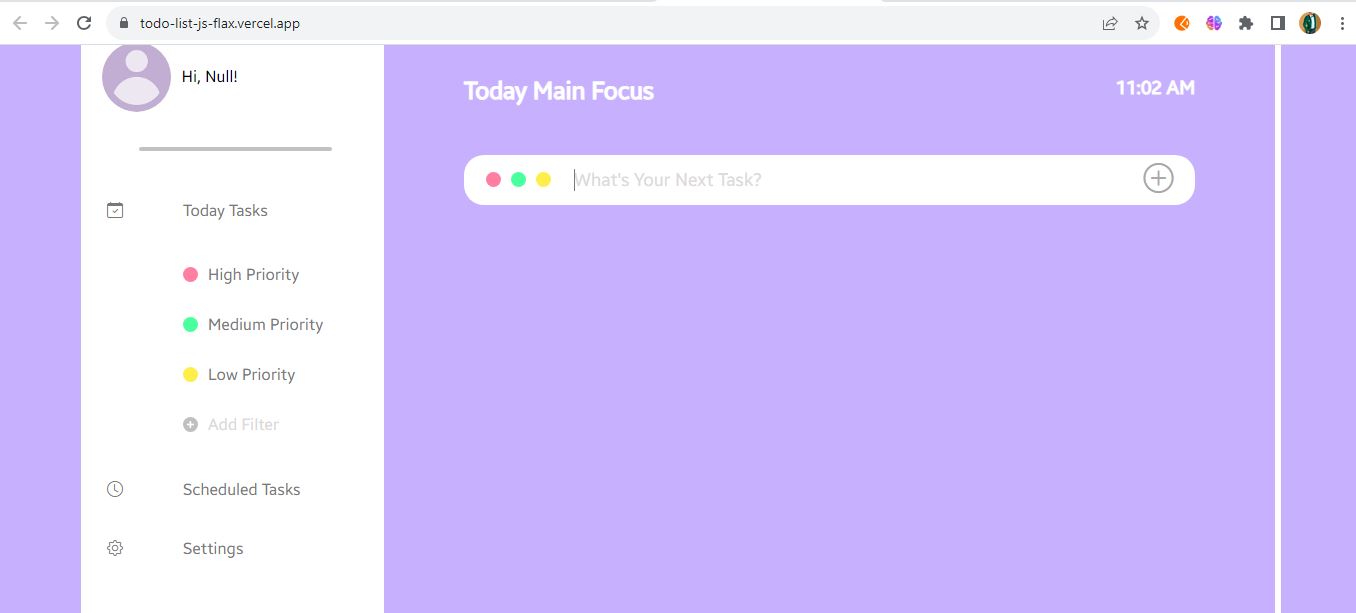 todo-list-js-flax.vercel.app
Hi, Null!
Today Main Focus
11:02 AM
What's Your Next Task?
Today Tasks
High Priority
Medium Priority
Low Priority
Add Filter
Scheduled Tasks
Settings